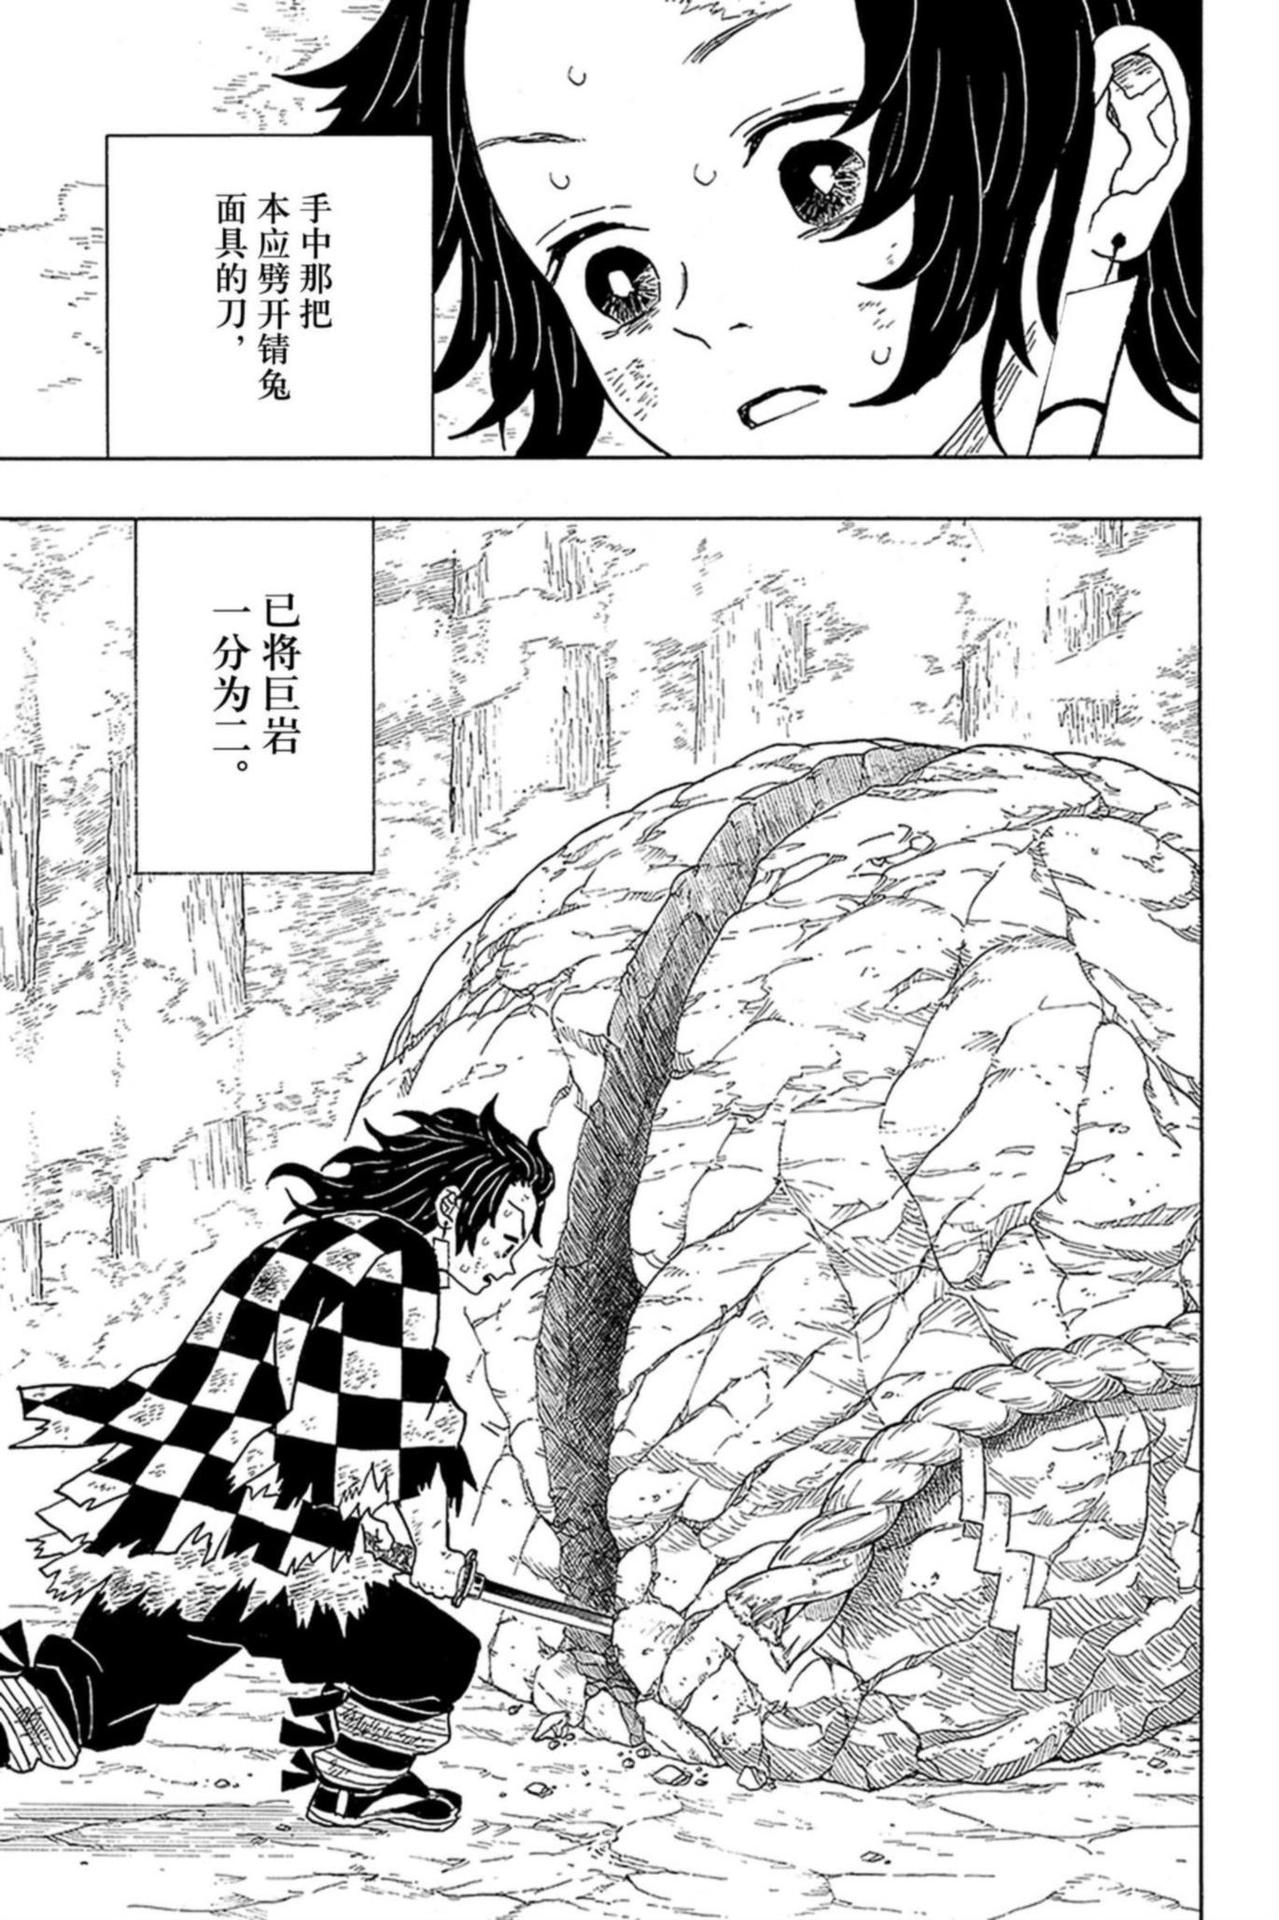 手中那把
本应劈开锖兔
面具的刀，
已将巨岩
一分为二。